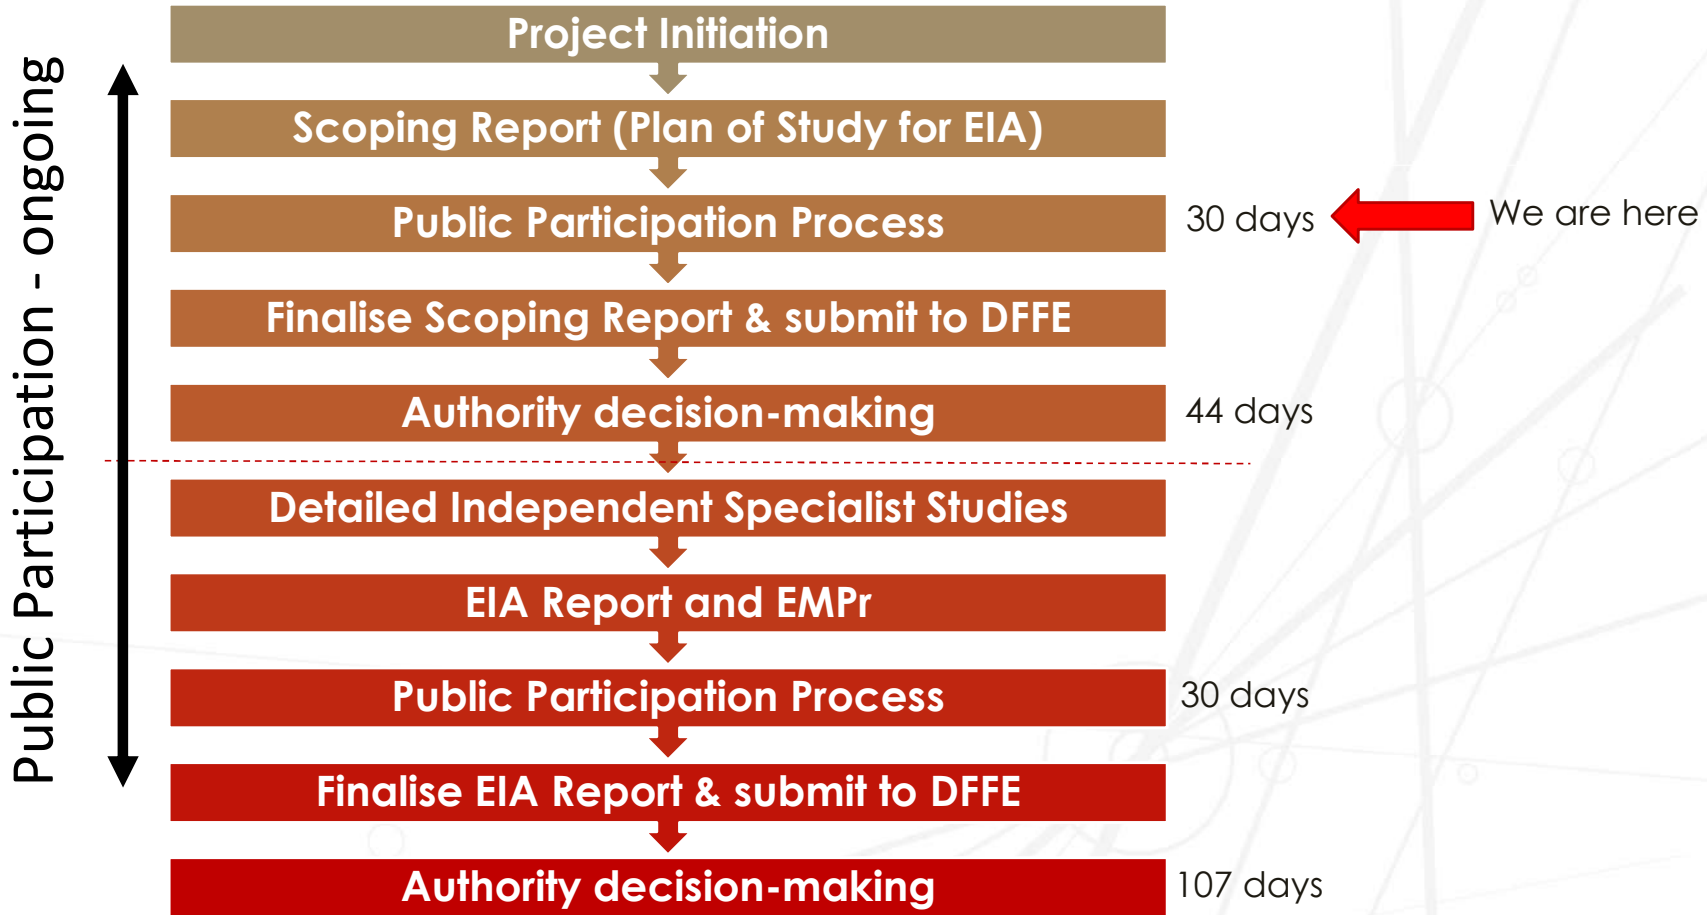 Public Participation - ongoing
Project Initiation
Scoping Report (Plan of Study for EIA)
Public Participation Process
30 days
We are here
Finalise Scoping Report & submit to DFFE
Authority decision-making
44 days
Detailed Independent Specialist Studies
EIA Report and EMPr
Public Participation Process
30 days
Finalise EIA Report & submit to DFFE
Authority decision-making
107 days